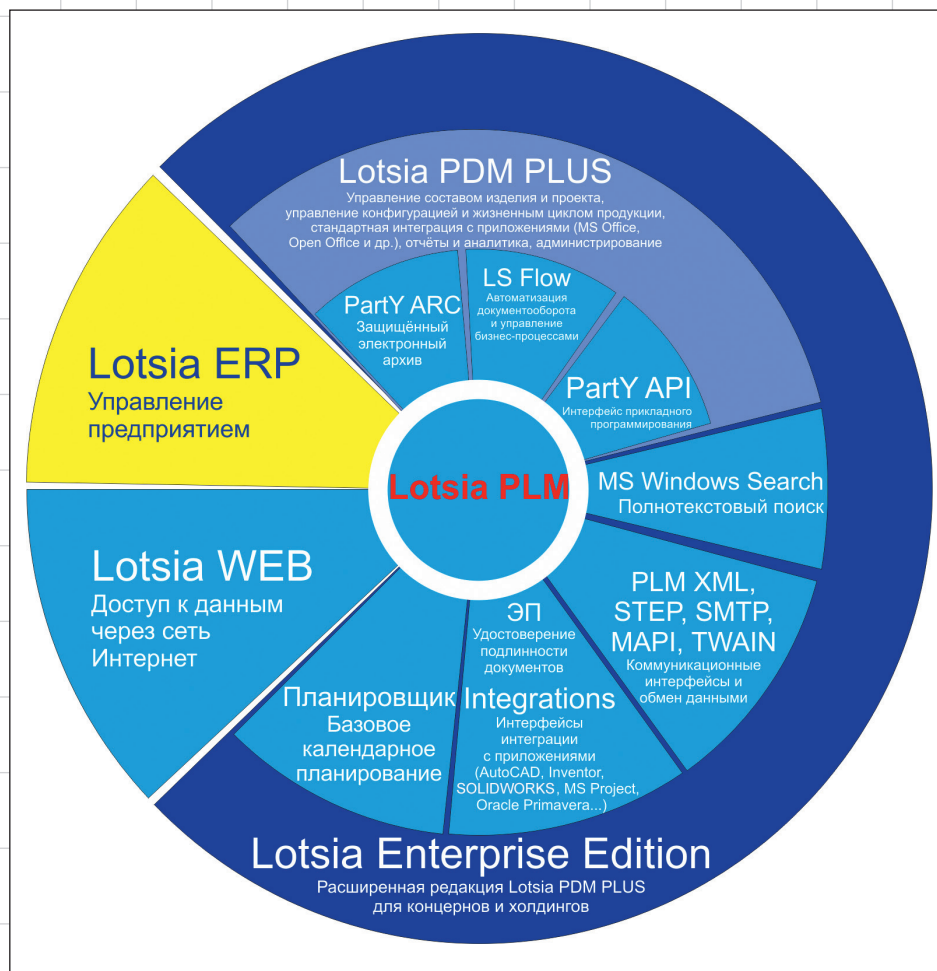 Lotsia PDM PLUS
Управление составом изделия и проекта,
управление конфигурацией и жизненным циклом продукции,
стандартная интеграция с приложениями (MS Office,
Open Office и др.), отчёты и аналитика, администрирование
PartY ARC
Защищённый
электронный
архив
LS Flow
Автоматизация
документооборота
и управление
бизнес-процессами
PartY API
Интерфейс прикладного
программирования
Lotsia ERP
Управление
предприятием
Lotsia PLM
MS Windows Search
Полнотекстовый поиск
Lotsia WEB
Доступ к данным
через сеть
Интернет
PLM XML,
STEP, SMTP,
MAPI, TWAIN
Коммуникационные
интерфейсы и
обмен данными
ЭП
Удостоверение
подлинности
документов
Integrations
Интерфейсы
интеграции
с приложениями
(AutoCAD, Inventor,
SOLIDWORKS, MS Project,
Oracle Primavera...)
Планировщик
Базовое
календарное
планирование
Lotsia Enterprise Edition
Расширенная редакция Lotsia PDM PLUS
для концернов и холдингов